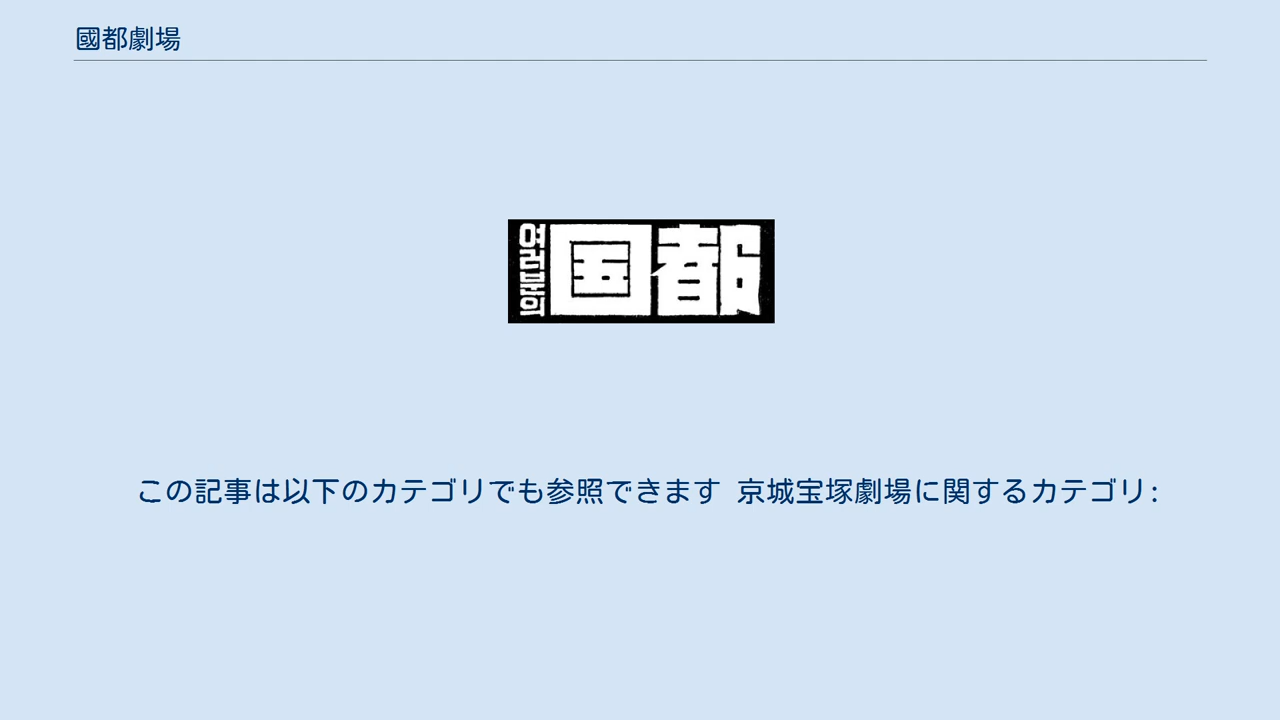 國都劇場
여러분의
国都
この記事は以下のカテゴリでも参照できます 京城宝塚劇場に関するカテゴリ: